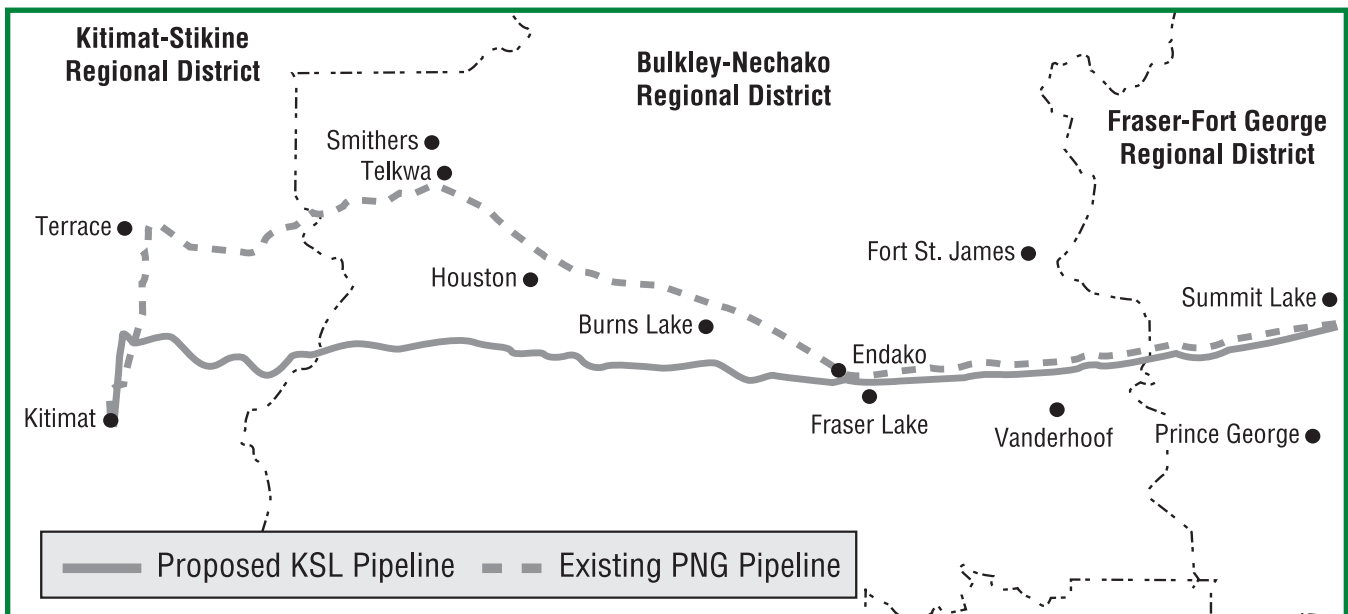 Kitimat-Stikine
Regional District
Bulkley-Nechako
Regional District
Fraser-Fort George
Regional District
Smithers
Telkwa
Terrace
Houston
Fort St. James
Summit Lake
Burns Lake
Endako
Kitimat
Fraser Lake
Vanderhoof
Prince George
Proposed KSL Pipeline
Existing PNG Pipeline